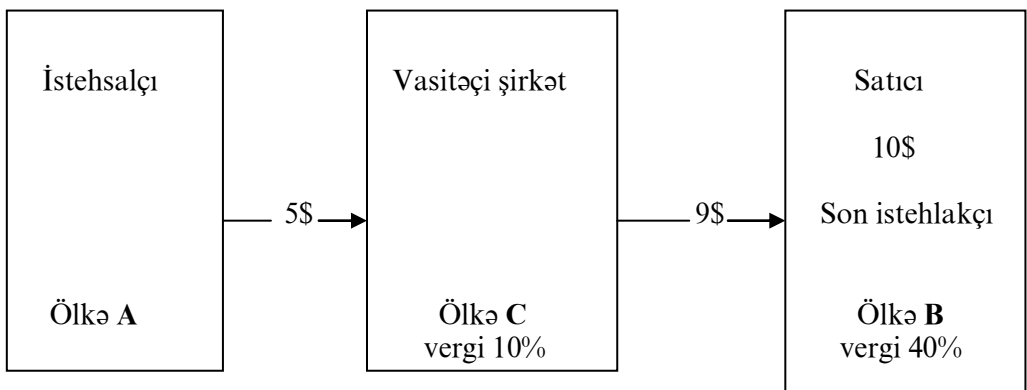 İstehsalçı
Ölkə A
5$
Vasitəçi şirkət
Ölkə C
vergi 10%
9$
Satıcı
10$
Son istehlakçı
Ölkə B
vergi 40%